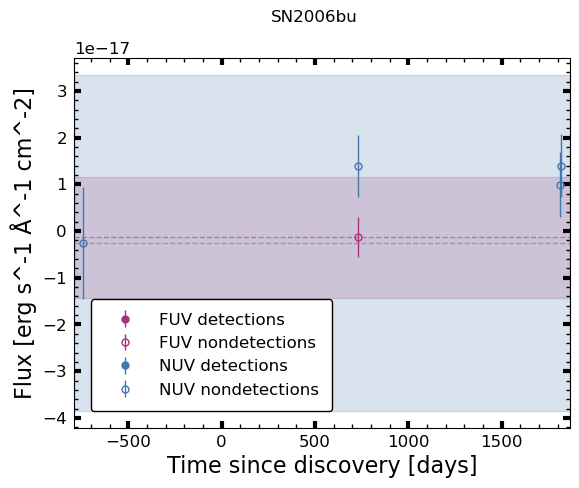 SN2006bu
1e−17
3
2
1
0
−1
−2
−3
−4
Flux [erg s^-1 Å^-1 cm^-2]
FUV detections
FUV nondetections
NUV detections
NUV nondetections
−500
0
500
1000
1500
Time since discovery [days]